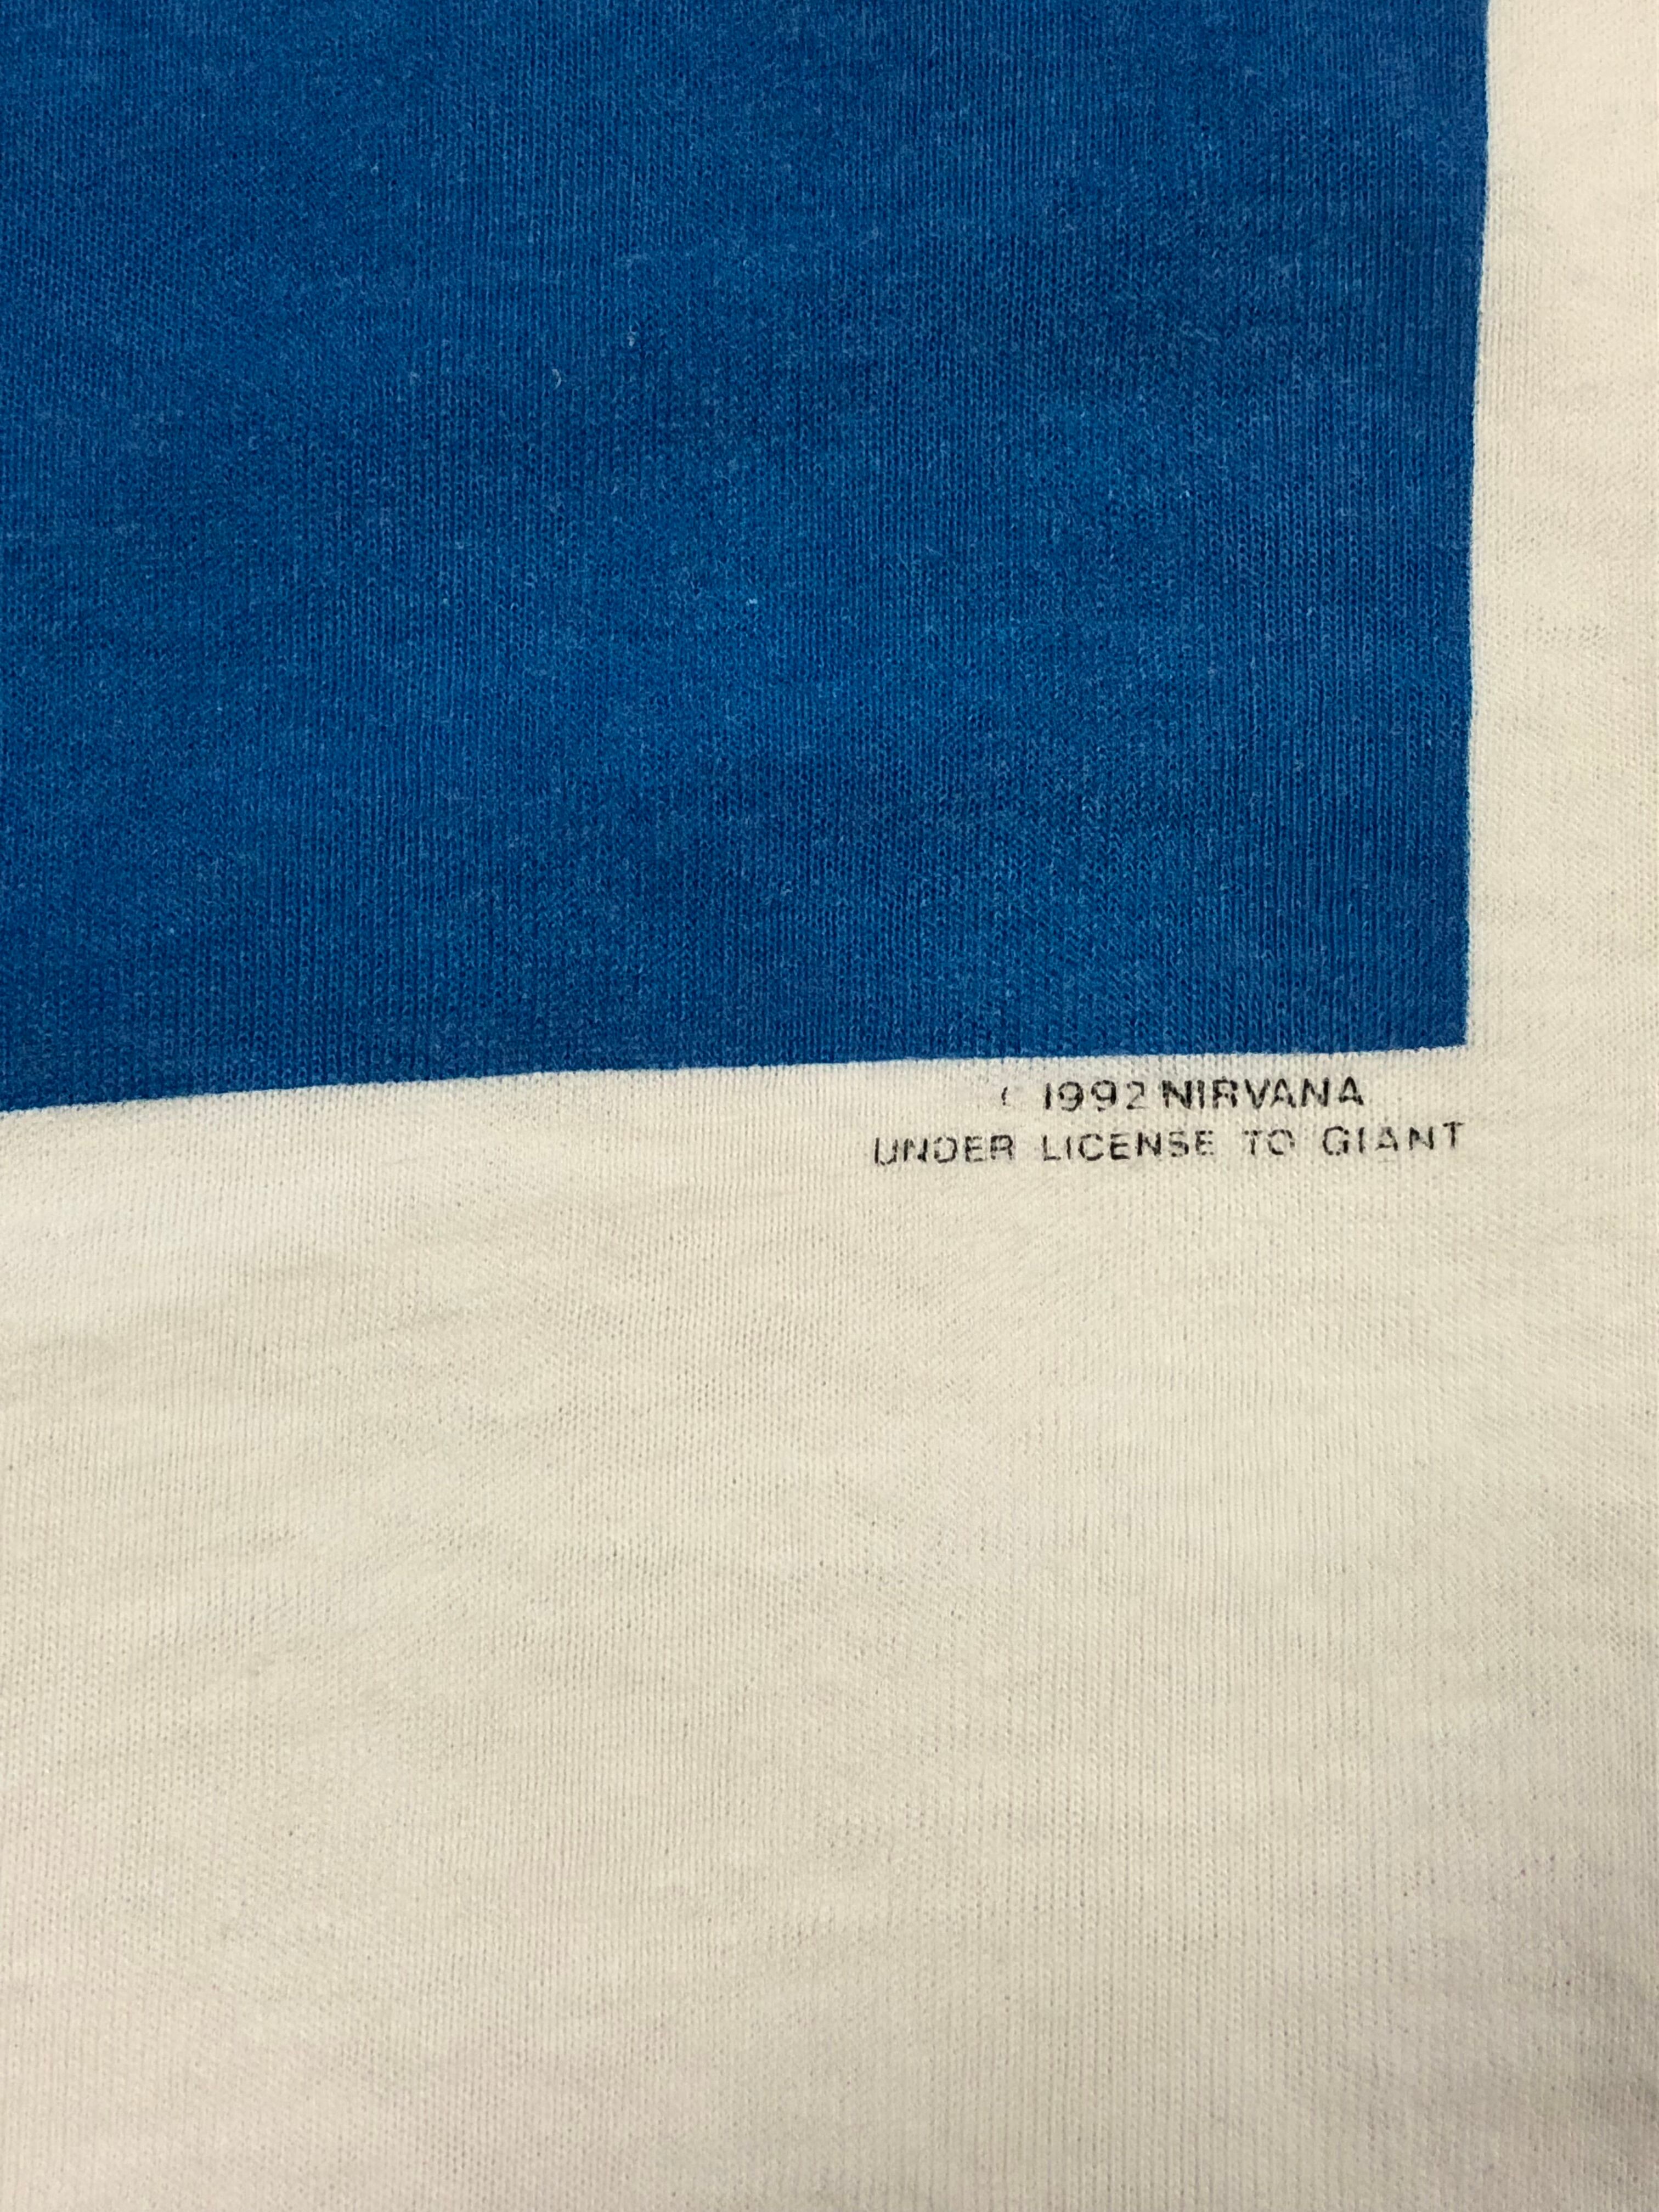 © 1992 NIRVANA
UNDER LICENSE TO GIANT